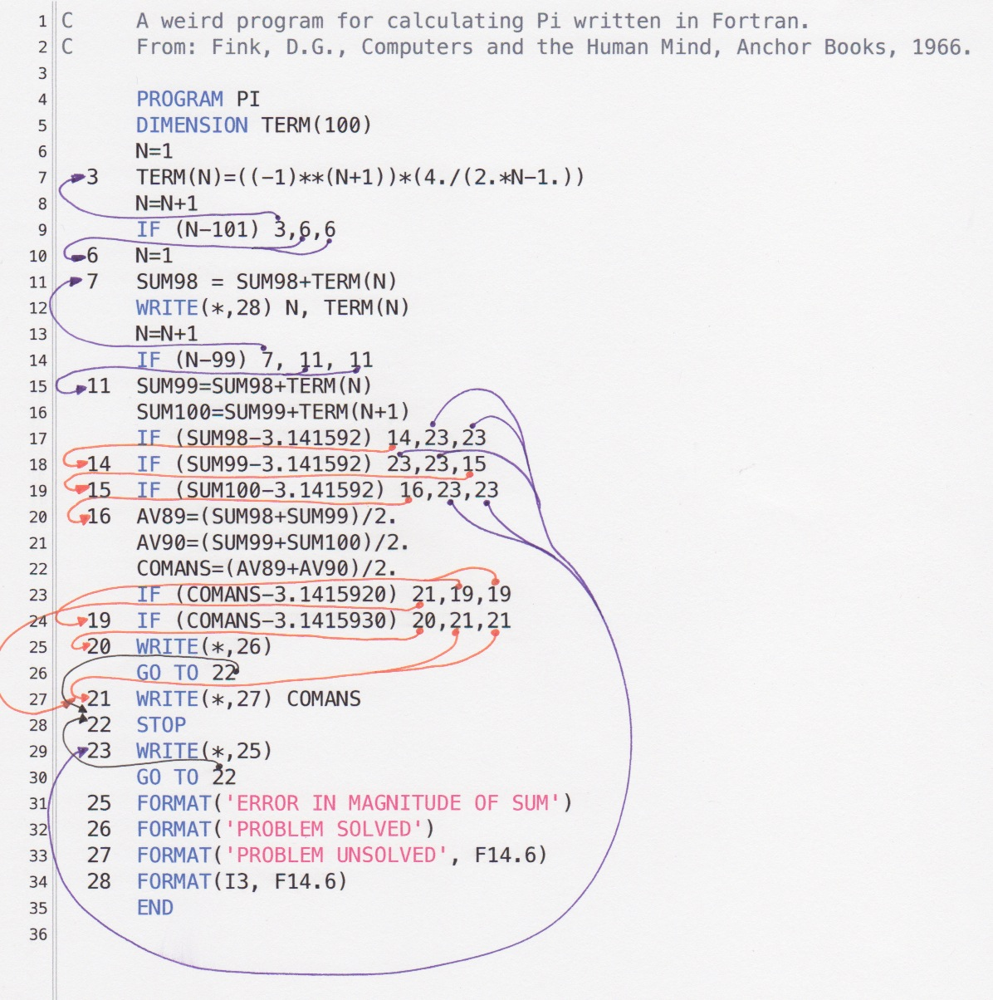 1 C A weird program for calculating Pi written in Fortran.
2 C From: Fink, D.G., Computers and the Human Mind, Anchor Books, 1966.
3
4 PROGRAM PI
5 DIMENSION TERM(100)
6 N=1
7 3 TERM(N)=((-1)**(N+1))*(4./(2.*N-1.))
8 N=N+1
9 IF (N-101) 3,6,6
10 6 N=1
11 7 SUM98 = SUM98+TERM(N)
12 WRITE(*,28) N, TERM(N)
13 N=N+1
14 IF (N-99) 7, 11, 11
15 11 SUM99=SUM98+TERM(N)
16 SUM100=SUM99+TERM(N+1)
17 IF (SUM98-3.141592) 14,23,23
18 14 IF (SUM99-3.141592) 23,23,15
19 15 IF (SUM100-3.141592) 16,23,23
20 16 AV89=(SUM98+SUM99)/2.
21 AV90=(SUM99+SUM100)/2.
22 COMANS=(AV89+AV90)/2.
23 IF (COMANS-3.1415920) 21,19,19
24 19 IF (COMANS-3.1415930) 20,21,21
25 20 WRITE(*,26)
26 GO TO 22
27 21 WRITE(*,27) COMANS
28 22 STOP
29 23 WRITE(*,25)
30 GO TO 22
31 25 FORMAT('ERROR IN MAGNITUDE OF SUM')
32 26 FORMAT('PROBLEM SOLVED')
33 27 FORMAT('PROBLEM UNSOLVED', F14.6)
34 28 FORMAT(I3, F14.6)
35 END
36